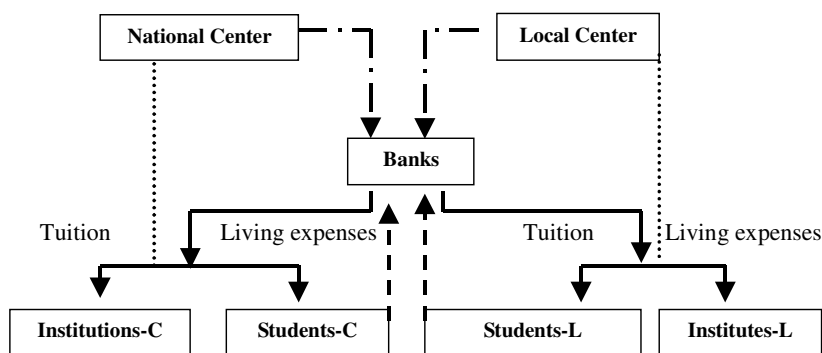 National Center
Local Center
Banks
Tuition
Living expenses
Tuition
Living expenses
Institutions-C
Students-C
Students-L
Institutes-L